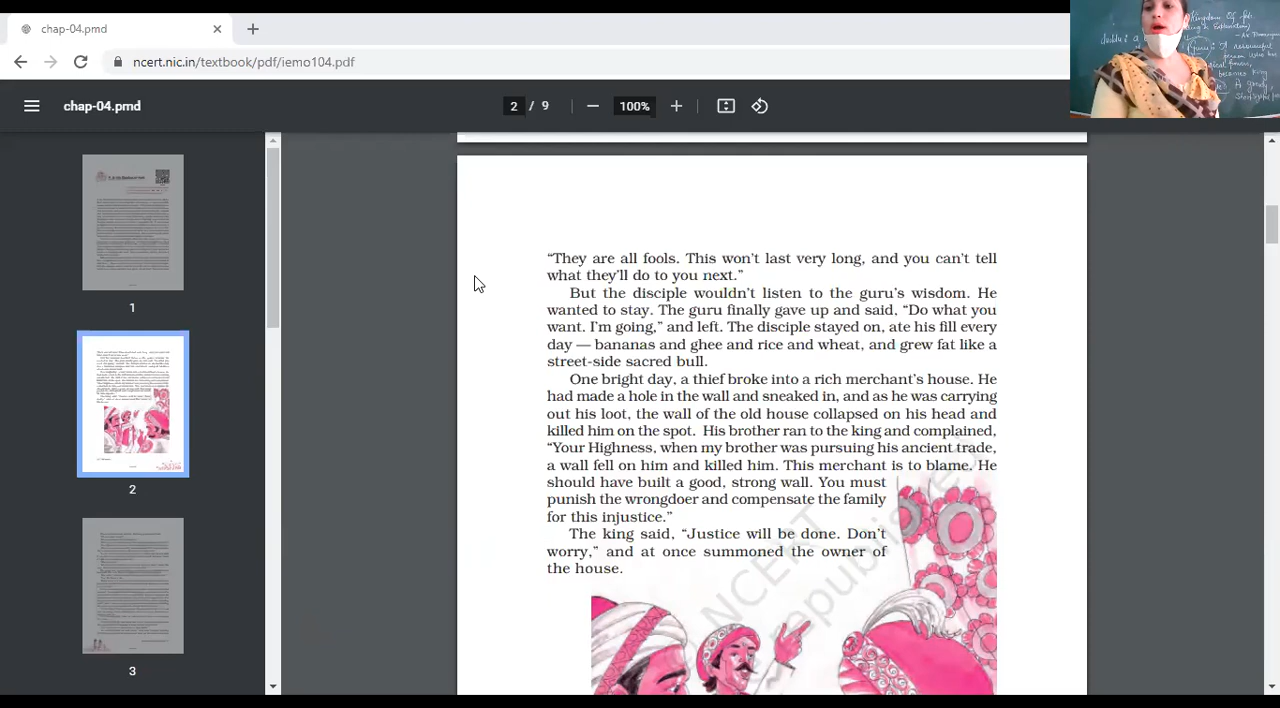 chap-04.pmd
ncert.nic.in/textbook/pdf/iemo104.pdf
chap-04.pmd
2 / 9
100%
Kingdom Of
1
2
3
“They are all fools. This won’t last very long, and you can’t tell
what they’ll do to you next.”
But the disciple wouldn’t listen to the guru’s wisdom. He
wanted to stay. The guru finally gave up and said, “Do what you
want. I’m going,” and left. The disciple stayed on, ate his fill every
day — bananas and ghee and rice and wheat, and grew fat like a
street-side sacred bull.
One bright day, a thief broke into a rich merchant’s house. He
had made a hole in the wall and sneaked in, and as he was carrying
out his loot, the wall of the old house collapsed on his head and
killed him on the spot. His brother ran to the king and complained,
“Your Highness, when my brother was pursuing his ancient trade,
a wall fell on him and killed him. This merchant is to blame. He
should have built a good, strong wall. You must
punish the wrongdoer and compensate the family
for this injustice.”
The king said, “Justice will be done. Don’t
worry,” and at once summoned the owner of
the house.